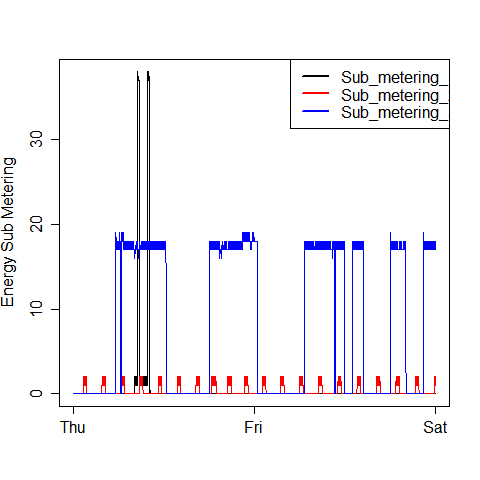 Sub_metering_
Sub_metering_
Sub_metering_
Energy Sub Metering
30
20
10
0
Thu Fri Sat